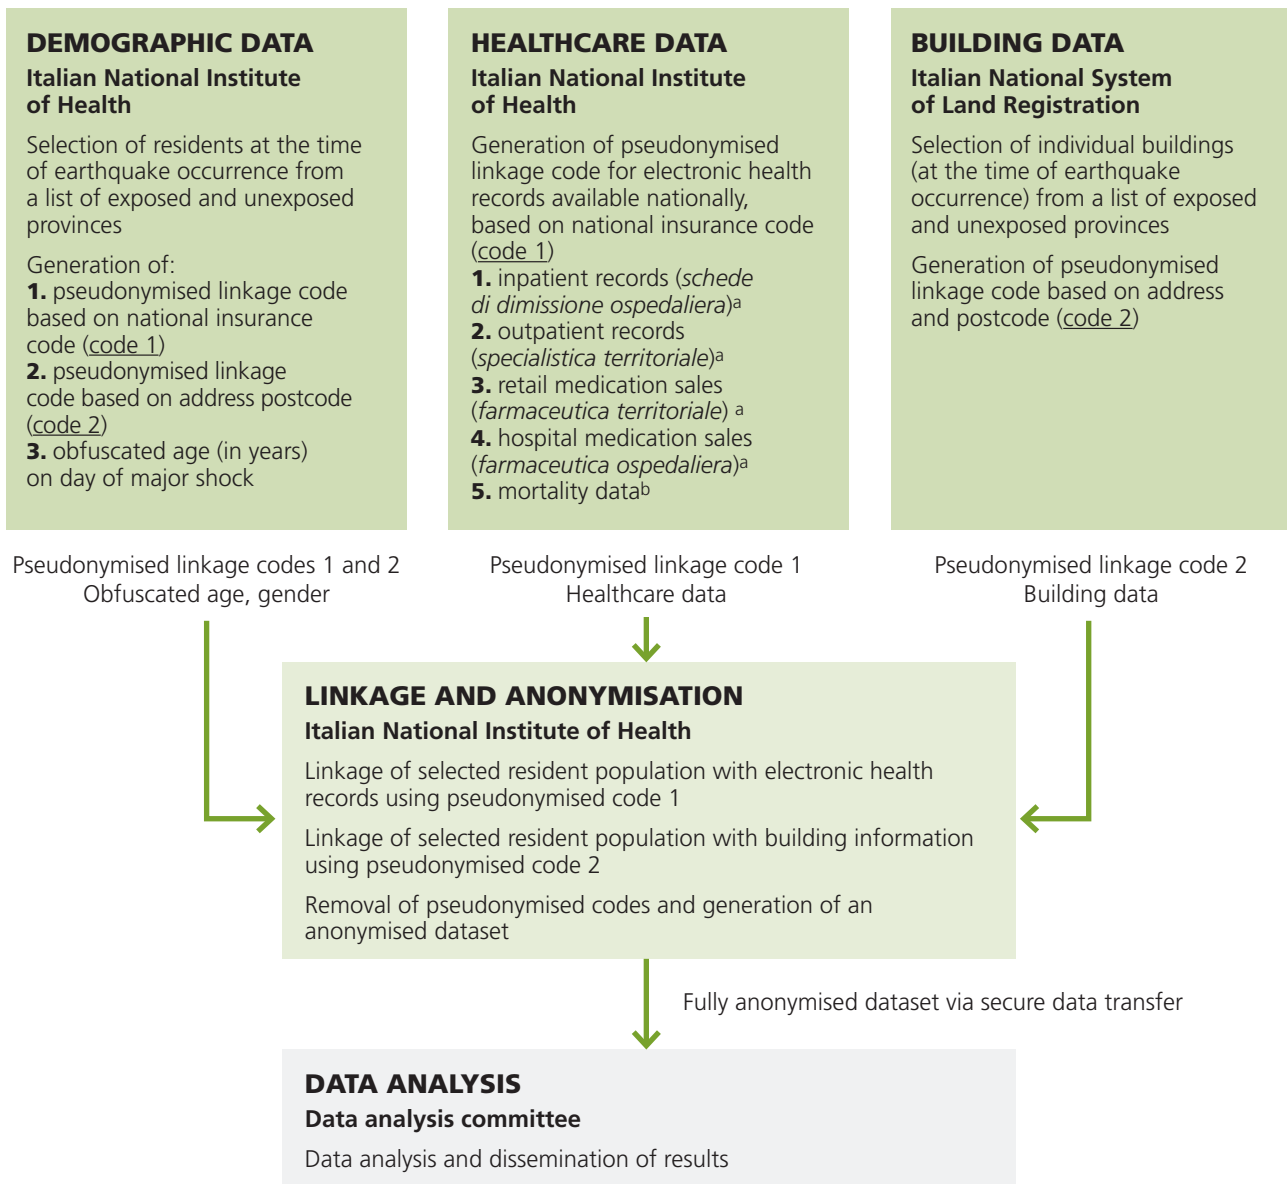 DEMOGRAPHIC DATA
Italian National Institute
of Health
Selection of residents at the time
of earthquake occurrence from
a list of exposed and unexposed
provinces
Generation of:
1. pseudonymised linkage code
based on national insurance
code (code 1)
2. pseudonymised linkage
code based on address postcode
(code 2)
3. obfuscated age (in years)
on day of major shock
HEALTHCARE DATA
Italian National Institute
of Health
Generation of pseudonymised
linkage code for electronic health
records available nationally,
based on national insurance code
(code 1)
1. inpatient records (schede
di dimissione ospedaliera)a
2. outpatient records
(specialistica territoriale)a
3. retail medication sales
(farmaceutica territoriale) a
4. hospital medication sales
(farmaceutica ospedaliera)a
5. mortality datab
BUILDING DATA
Italian National System
of Land Registration
Selection of individual buildings
(at the time of earthquake
occurrence) from a list of exposed
and unexposed provinces
Generation of pseudonymised
linkage code based on address
and postcode (code 2)
Pseudonymised linkage codes 1 and 2
Obfuscated age, gender
Pseudonymised linkage code 1
Healthcare data
Pseudonymised linkage code 2
Building data
LINKAGE AND ANONYMISATION
Italian National Institute of Health
Linkage of selected resident population with electronic health
records using pseudonymised code 1
Linkage of selected resident population with building information
using pseudonymised code 2
Removal of pseudonymised codes and generation of an
anonymised dataset
Fully anonymised dataset via secure data transfer
DATA ANALYSIS
Data analysis committee
Data analysis and dissemination of results